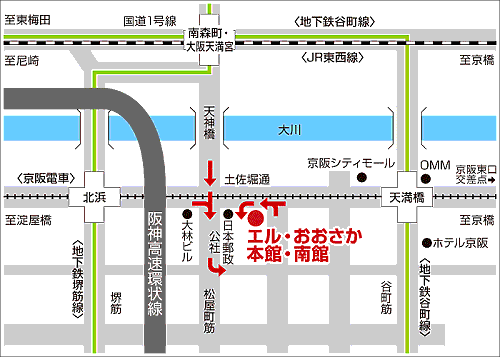 至東梅田
国道1号線
南森町・
大阪天満宮
〈地下鉄谷町線〉
〈JR東西線〉
至尼崎
至京橋
天神橋
大川
京阪シティモール
OMM
京阪東口
交差点➡
〈京阪電車〉
土佐堀通
北浜
天満橋
至淀屋橋
至京橋
大林ビル
公社
日本郵政
エル・おおさか
本館・南館
ホテル京阪
阪神高速環状線
〈地下鉄堺筋線〉
堺筋
松屋町筋
谷町筋
〈地下鉄谷町線〉